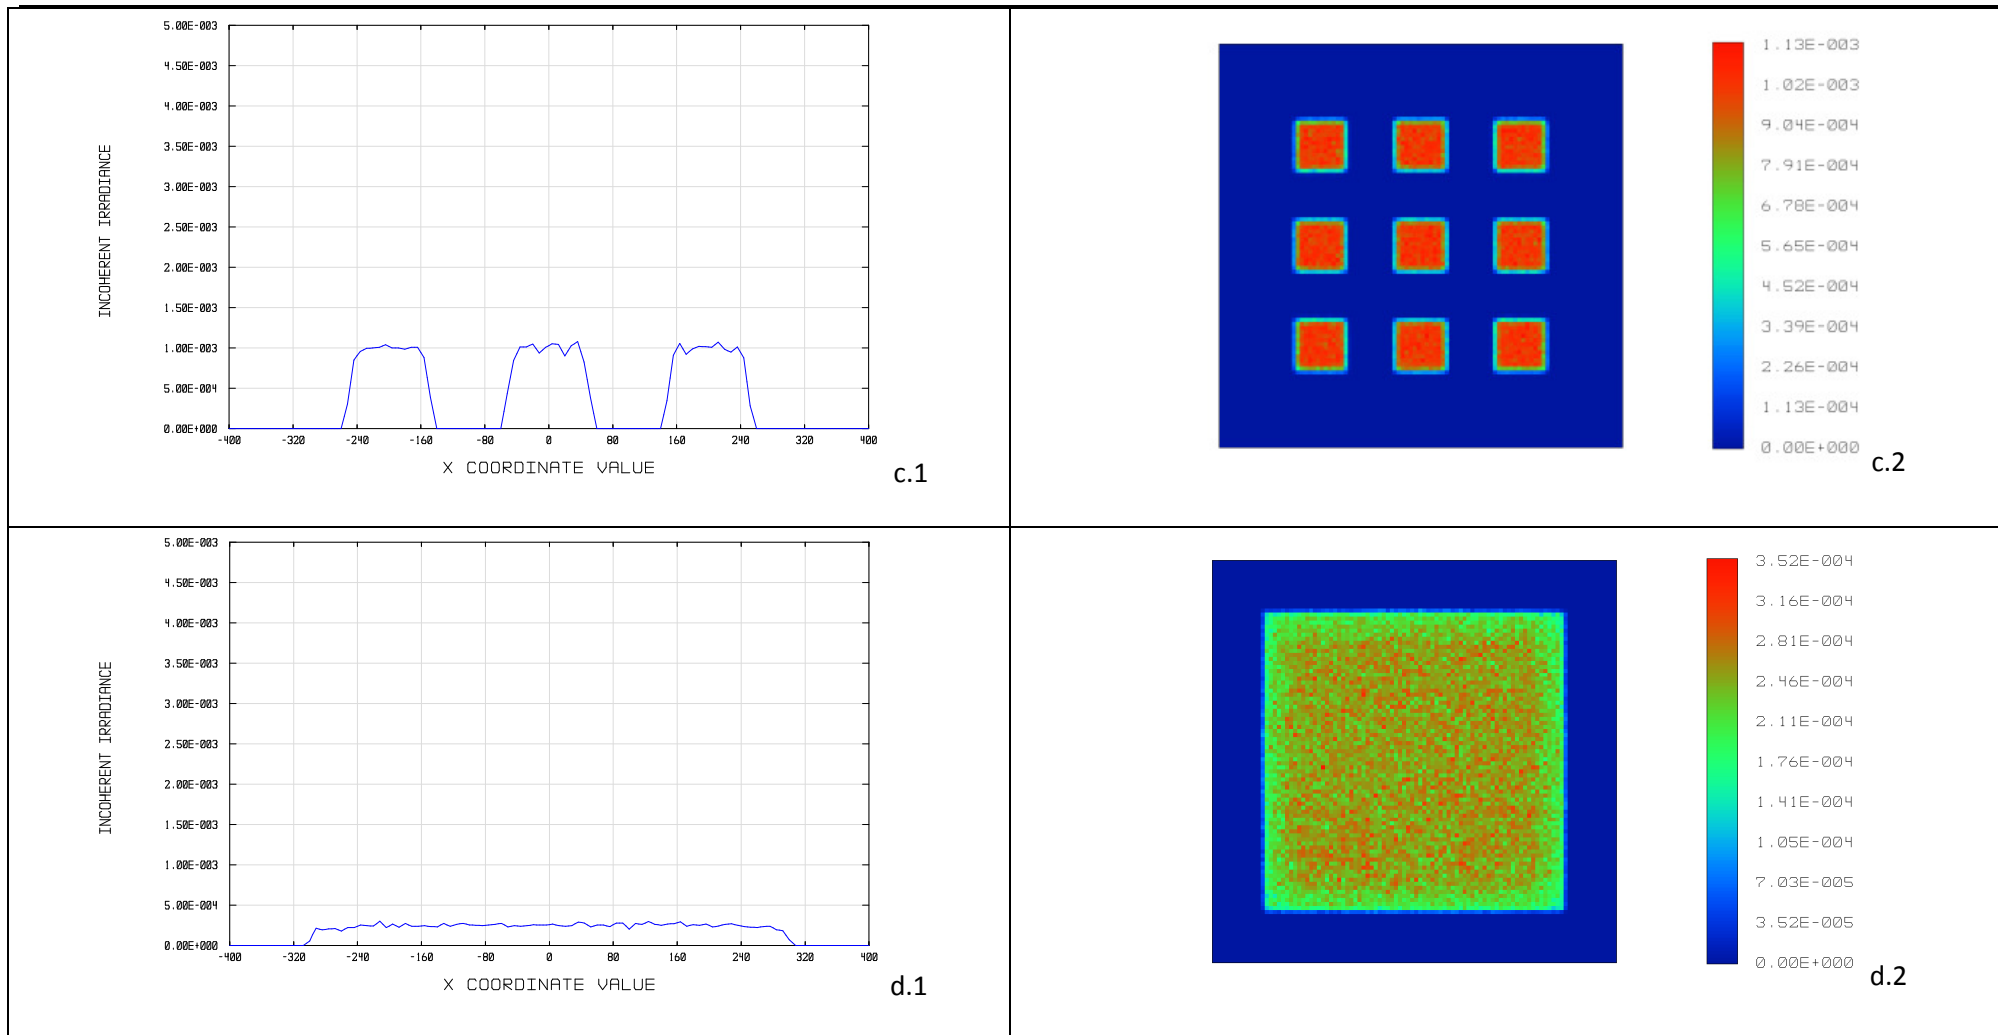 5.00E-003
4.50E-003
4.00E-003
3.50E-003
3.00E-003
2.50E-003
2.00E-003
1.50E-003
1.00E-003
5.00E-004
0.00E+000
INCOHERENT IRRADIANCE
-400 -320 -240 -160 -80 0 80 160 240 320 400
X COORDINATE VALUE
c.1
1.13E-003
1.02E-003
9.04E-004
7.91E-004
6.78E-004
5.65E-004
4.52E-004
3.39E-004
2.26E-004
1.13E-004
0.00E+000
c.2
5.00E-003
4.50E-003
4.00E-003
3.50E-003
3.00E-003
2.50E-003
2.00E-003
1.50E-003
1.00E-003
5.00E-004
0.00E+000
INCOHERENT IRRADIANCE
-400 -320 -240 -160 -80 0 80 160 240 320 400
X COORDINATE VALUE
d.1
3.52E-004
3.16E-004
2.81E-004
2.46E-004
2.11E-004
1.76E-004
1.41E-004
1.05E-004
7.03E-005
3.52E-005
0.00E+000
d.2